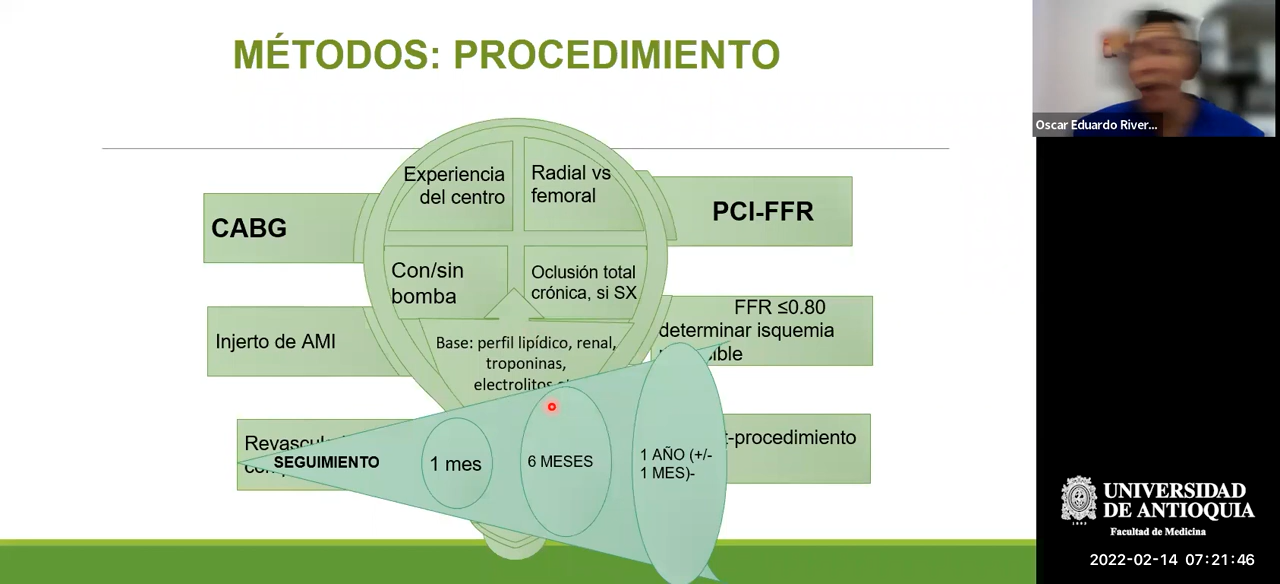 MÉTODOS: PROCEDIMIENTO
Oscar Eduardo River...
Experiencia
del centro
Radial vs
femoral
CABG
PCI-FFR
Con/sin
bomba
Oclusión total
crónica, si SX
Injerto de AMI
FFR ≤0.80
determinar isquemia
Base: perfil lipídico, renal,
troponinas,
electrolitos
-procedimiento
SEGUIMIENTO
1 mes
6 MESES
1 AÑO (+/-
1 MES)-
UNIVERSIDAD
DE ANTIOQUIA
1803
Facultad de Medicina
2022-02-14 07:21:46